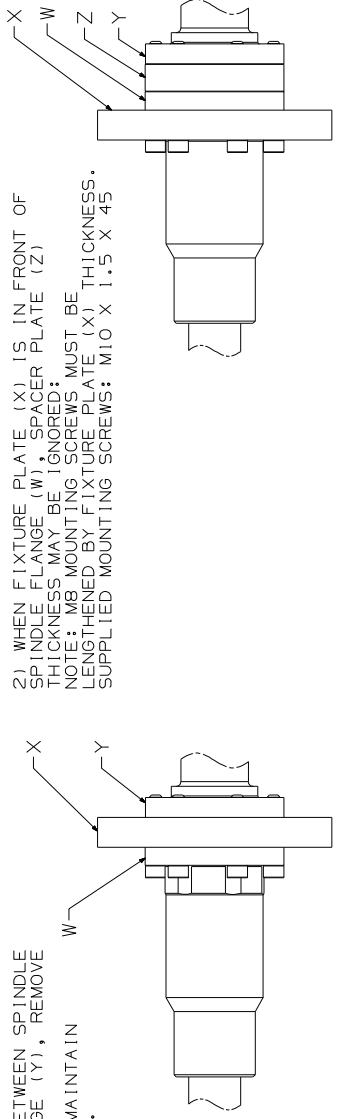 ETWEEN SPINDLE
GE (Y), REMOVE
MAINTAIN
W
X
Y
2) WHEN FIXTURE PLATE (X) IS IN FRONT OF
SPINDLE FLANGE (W), SPACER PLATE (Z)
THICKNESS MAY BE IGNORED:
NOTE: M8 MOUNTING SCREWS MUST BE
LENGTHENED BY FIXTURE PLATE (X) THICKNESS.
SUPPLIED MOUNTING SCREWS: M10 X 1.5 X 45
X
W
Z
Y